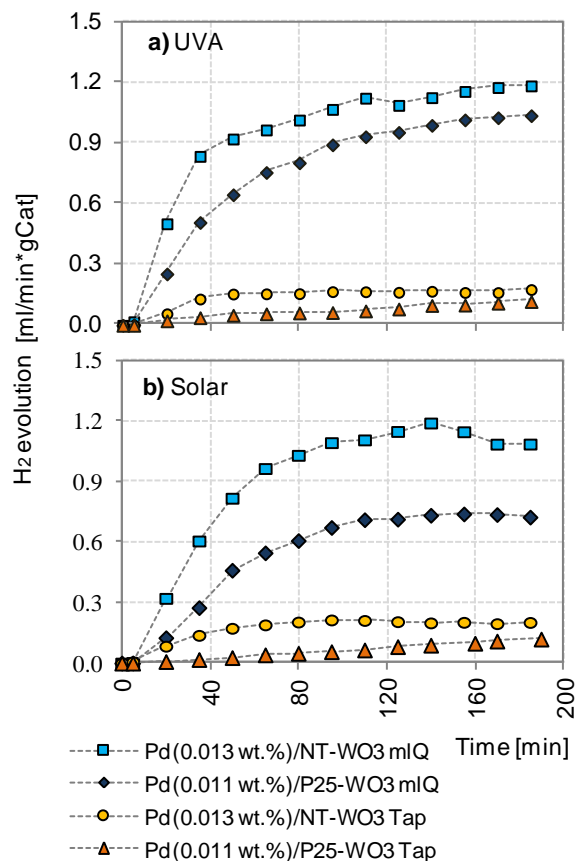 1.5
a) UVA
1.2
0.9
0.6
0.3
0.0
H2 evolution [ml/min*gCat]
1.5
b) Solar
1.2
0.9
0.6
0.3
0.0
0
40
80
120
160
200
Time [min]
Pd(0.013 wt.%)/NT-WO3 mIQ
Pd(0.011 wt.%)/P25-WO3 mIQ
Pd(0.013 wt.%)/NT-WO3 Tap
Pd(0.011 wt.%)/P25-WO3 Tap